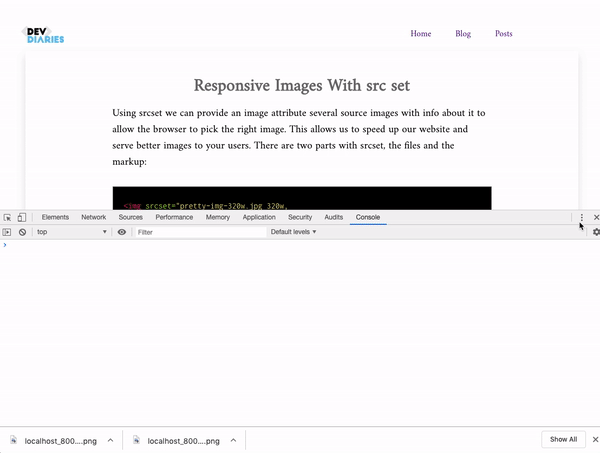 DEV
DIARIES
Home Blog Posts
Responsive Images With src set
Using srcset we can provide an image attribute several source images with info about it to
allow the browser to pick the right image. This allows us to speed up our website and
serve better images to your users. There are two parts with srcset, the files and the
markup:
<img srcset="pretty-img-320w.jpg 320w,
Elements Network Sources Performance Memory Application Security Audits Console
top Filter Default levels
localhost_800....png localhost_800....png Show All